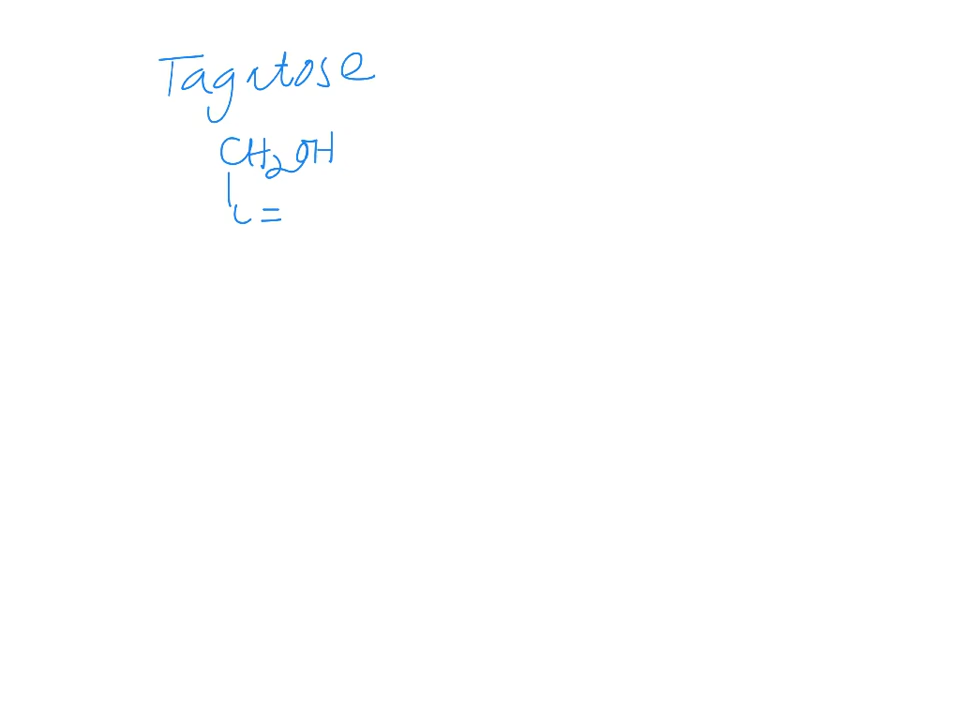 Tagatose
CH2OH
|
C =